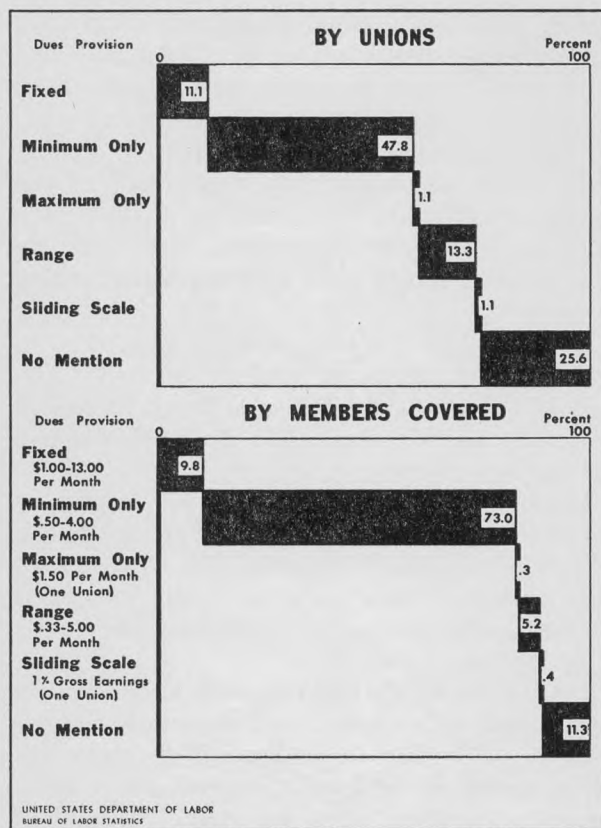 BY UNIONS
Dues Provision
Percent
0
100
Fixed
11.1
Minimum Only
47.8
Maximum Only
1.1
Range
13.3
Sliding Scale
1.1
No Mention
25.6
BY MEMBERS COVERED
Dues Provision
Percent
0
100
Fixed
$1.00-13.00
Per Month
9.8
Minimum Only
$.50-4.00
Per Month
73.0
Maximum Only
$1.50 Per Month
(One Union)
.3
Range
$.33-5.00
Per Month
5.2
Sliding Scale
1% Gross Earnings
(One Union)
.4
No Mention
11.3
UNITED STATES DEPARTMENT OF LABOR
BUREAU OF LABOR STATISTICS